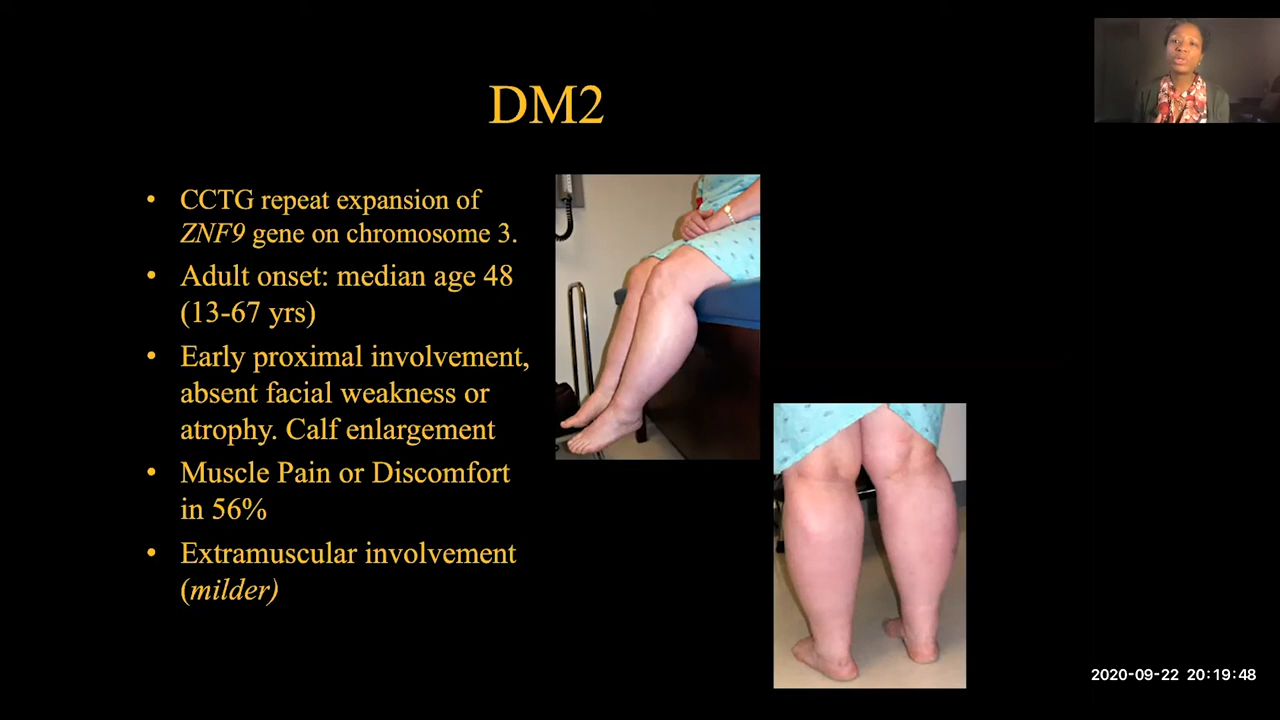 DM2
• CCTG repeat expansion of
ZNF9 gene on chromosome 3.
• Adult onset: median age 48
(13-67 yrs)
• Early proximal involvement,
absent facial weakness or
atrophy. Calf enlargement
• Muscle Pain or Discomfort
in 56%
• Extramuscular involvement
(milder)
2020-09-22 20:19:48